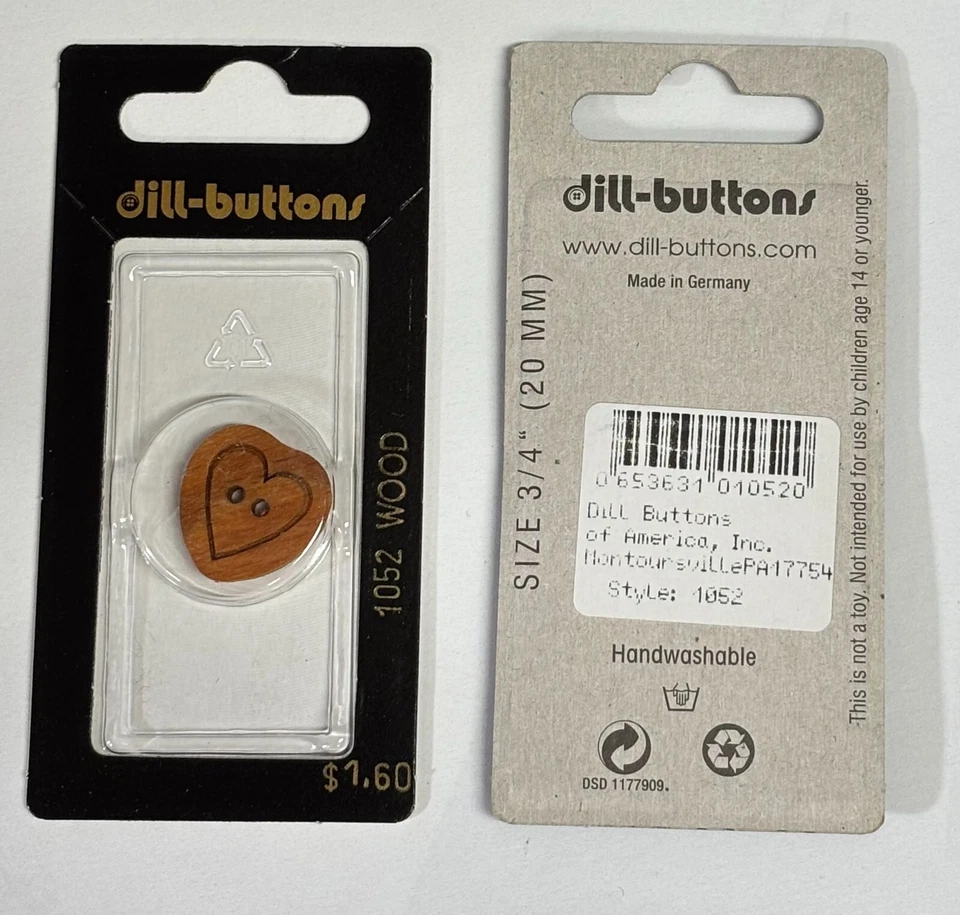 dill-buttons
1052 WOOD
$1.60
dill-buttons
www.dill-buttons.com
Made in Germany
SIZE 3/4“ (20 MM)
0 653631 010520
Dill Buttons
of America, Inc.
MontoursvillePA17754
Style: 1052
Handwashable
DSD 1177909.
This is not a toy. Not intended for use by children age 14 or younger.